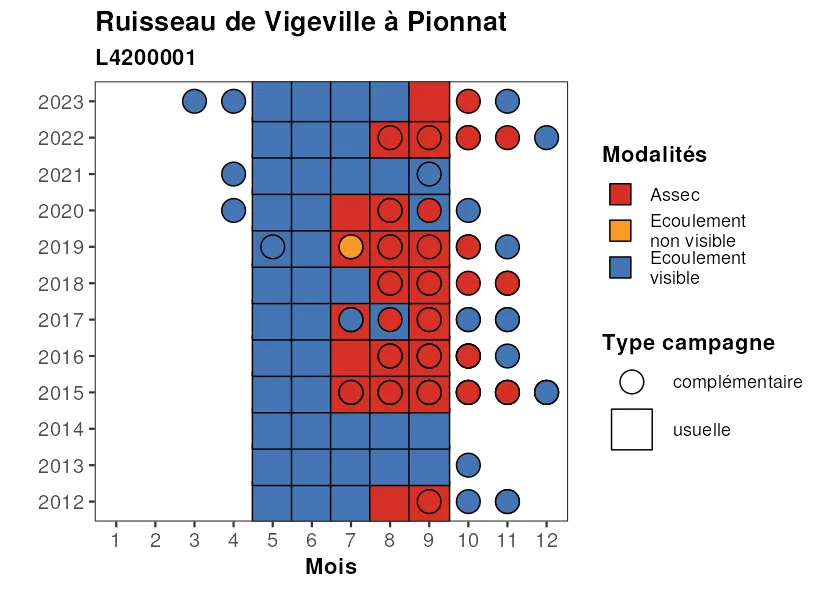 Ruisseau de Vigeville à Pionnat
L4200001
2023
2022
2021
2020
2019
2018
2017
2016
2015
2014
2013
2012
1 2 3 4 5 6 7 8 9 10 11 12
Mois
Modalités
Assec
Ecoulement
non visible
Ecoulement
visible
Type campagne
complémentaire
usuelle